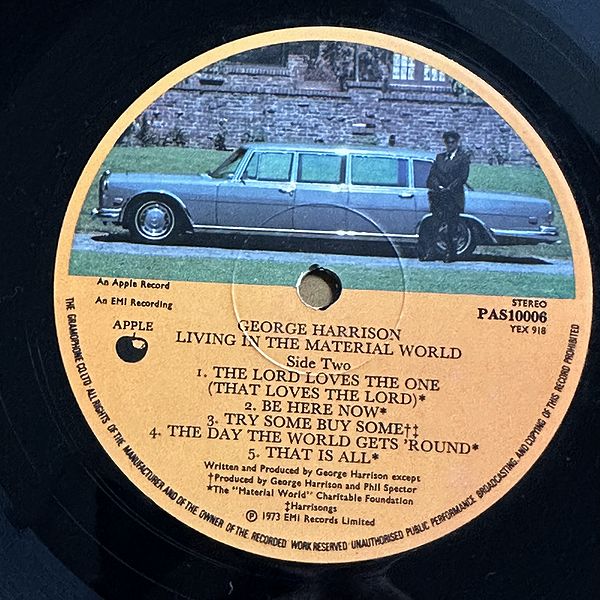 An Apple Record
An EMI Recording
STEREO
PAS10006
YEX 918
APPLE
GEORGE HARRISON
LIVING IN THE MATERIAL WORLD
Side Two
1. THE LORD LOVES THE ONE
(THAT LOVES THE LORD)*
2. BE HERE NOW*
3. TRY SOME BUY SOME†‡
4. THE DAY THE WORLD GETS 'ROUND*
5. THAT IS ALL*
Written and Produced by George Harrison except
†Produced by George Harrison and Phil Spector
*The "Material World" Charitable Foundation
‡Harrisongs
Ⓟ 1973 EMI Records Limited
THE GRAMOPHONE CO.LTD ALL RIGHTS OF THE MANUFACTURER AND OF THE OWNER OF THE RECORDED WORK RESERVED UNAUTHORISED PUBLIC PERFORMANCE BROADCASTING AND COPYING OF THIS RECORD PROHIBITED